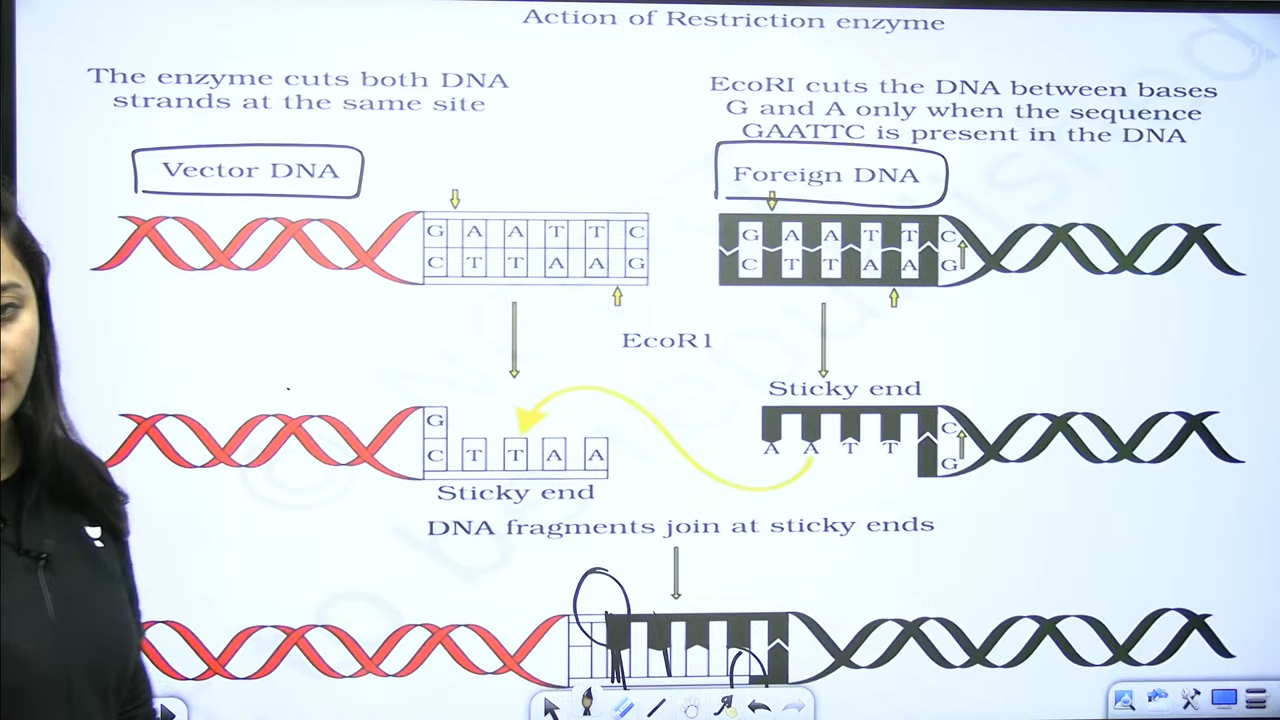 Action of Restriction enzyme
The enzyme cuts both DNA
strands at the same site
EcoRI cuts the DNA between bases
G and A only when the sequence
GAATTC is present in the DNA
Vector DNA
Foreign DNA
G A A T T C
C T T A A G
G A A T T C
C T T A A G
EcoR1
Sticky end
G
C T T A A
A A T T
C
G
Sticky end
DNA fragments join at sticky ends